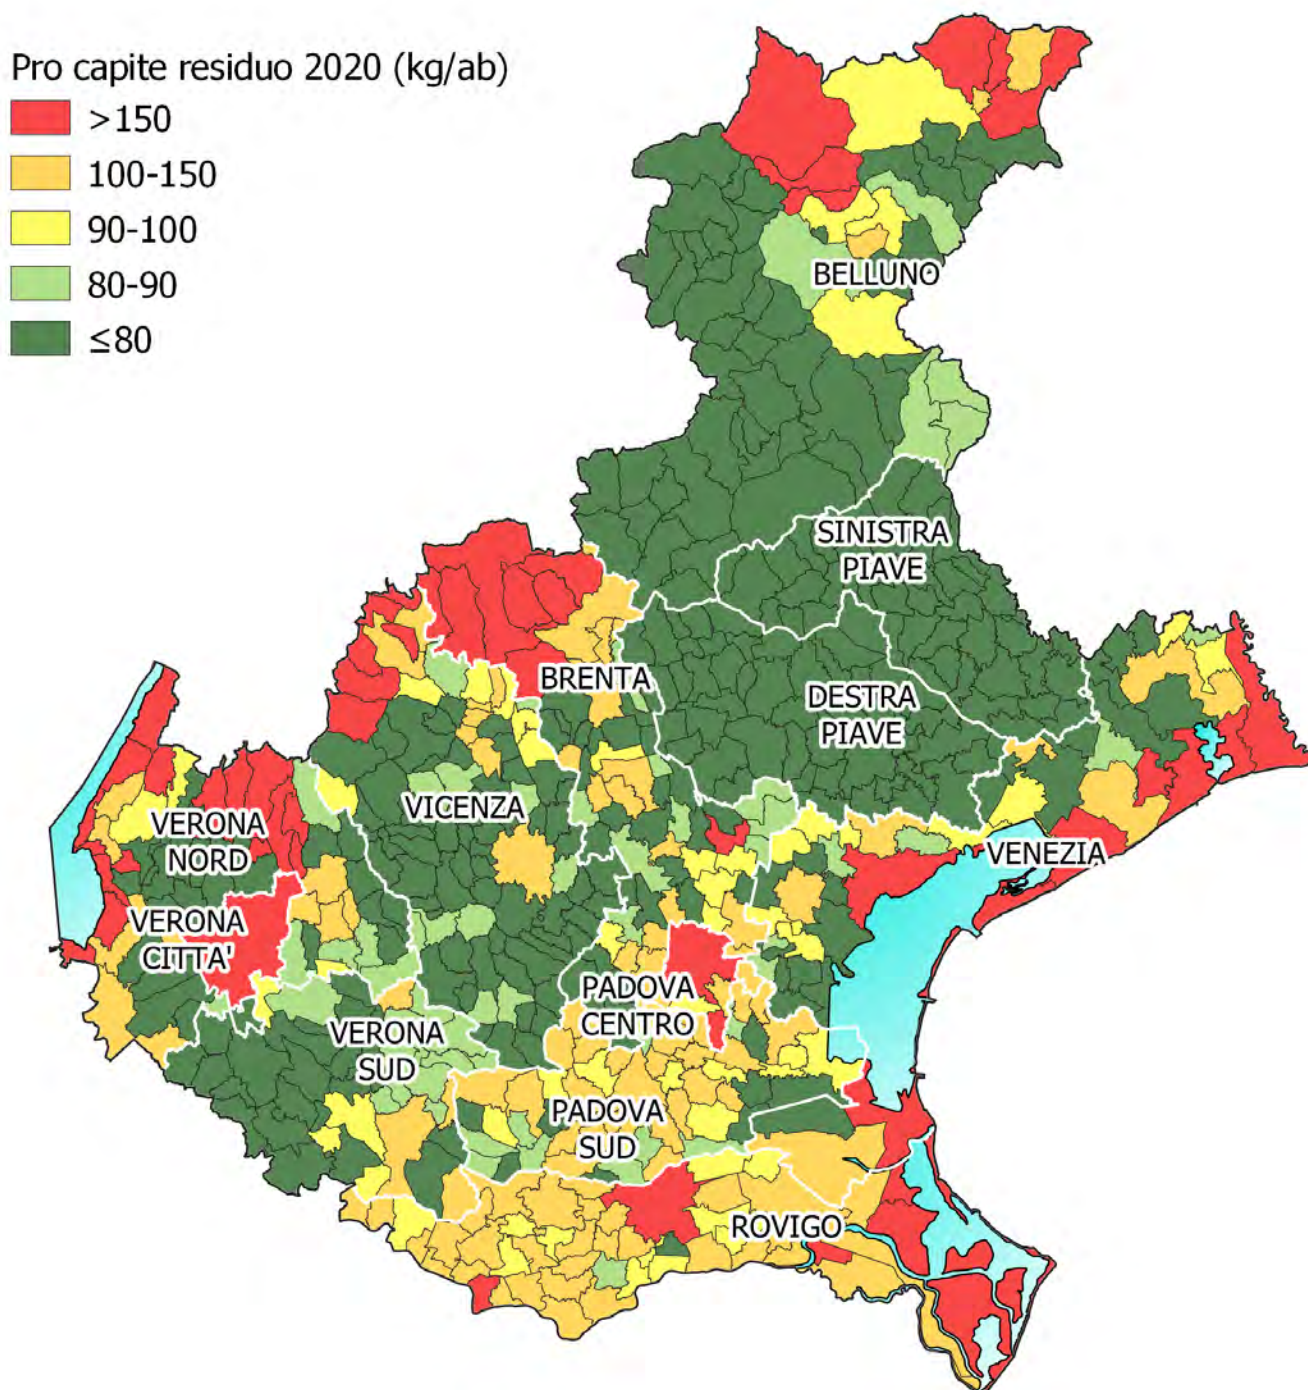 Pro capite residuo 2020 (kg/ab)
>150
100-150
90-100
80-90
≤80
BELLUNO
SINISTRA
PIAVE
BRENTA
DESTRA
PIAVE
VICENZA
VERONA
NORD
VENEZIA
VERONA
CITTA'
PADOVA
CENTRO
VERONA
SUD
PADOVA
SUD
ROVIGO